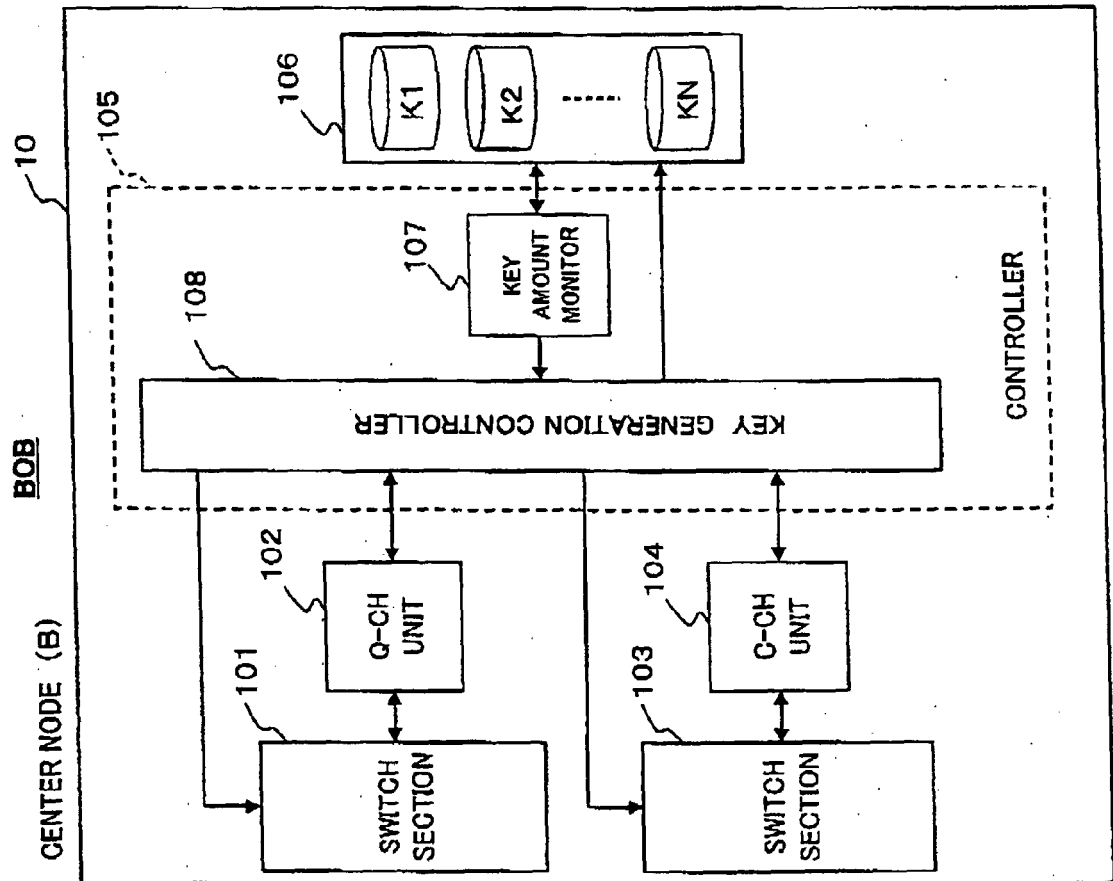 CENTER NODE (B)
BOB
10
101
SWITCH
SECTION
102
Q-CH
UNIT
103
SWITCH
SECTION
104
C-CH
UNIT
108
KEY GENERATION CONTROLLER
107
KEY
AMOUNT
MONITOR
105
CONTROLLER
106
K1
K2
KN